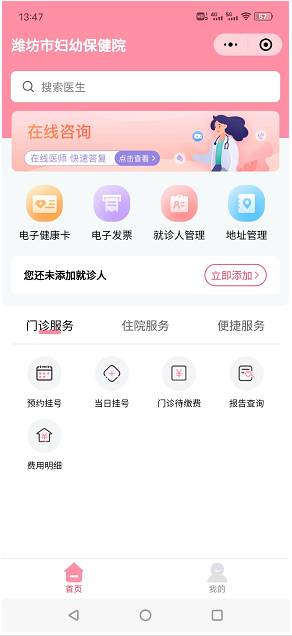 13:47
HD 4G 5G 57
潍坊市妇幼保健院
搜索医生
在线咨询
在线医师 快速答复 点击查看>
电子健康卡 电子发票 就诊人管理 地址管理
您还未添加就诊人 立即添加>
门诊服务 住院服务 便捷服务
预约挂号 当日挂号 门诊待缴费 报告查询
费用明细
首页 我的